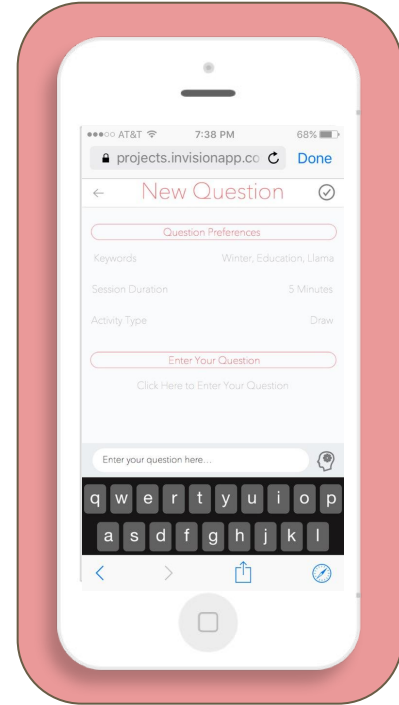 AT&T 7:38 PM 68%
projects.invisionapp.co Done
New Question
Question Preferences
Keywords Winter, Education, Llama
Session Duration 5 Minutes
Activity Type Draw
Enter Your Question
Click Here to Enter Your Question
Enter your question here...
q w e r t y u i o p
a s d f g h j k l